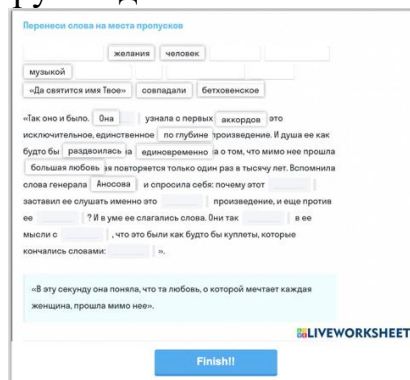 Перенеси слова на места пропусков
желания человек
музыкой
«Да святится имя Твое» совпадали бетховенское
«Так оно и было. Она узнала с первых аккордов это
исключительное, единственное по глубине произведение. И душа ее как
будто бы раздвоилась единовременно а о том, что мимо нее прошла
большая любовь повторяется только один раз в тысячу лет. Вспомнила
слова генерала Аносова и спросила себя: почему этот
заставил ее слушать именно это произведение, и еще против
ее ? И в уме ее слагались слова. Они так в ее
мысли с , что это были как будто бы куплеты, которые
кончались словами: ».
«В эту секунду она поняла, что та любовь, о которой мечтает каждая
женщина, прошла мимо нее».
LIVEWORKSHEET
Finish!!